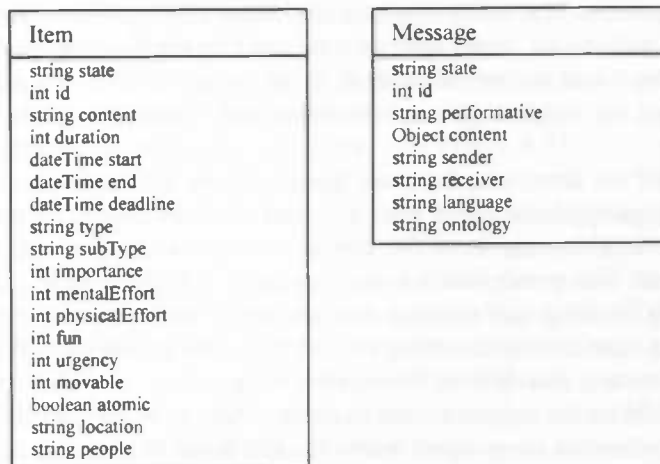 Item
string state
int id
string content
int duration
dateTime start
dateTime end
dateTime deadline
string type
string subType
int importance
int mentalEffort
int physicalEffort
int fun
int urgency
int movable
boolean atomic
string location
string people
Message
string state
int id
string performative
Object content
string sender
string receiver
string language
string ontology